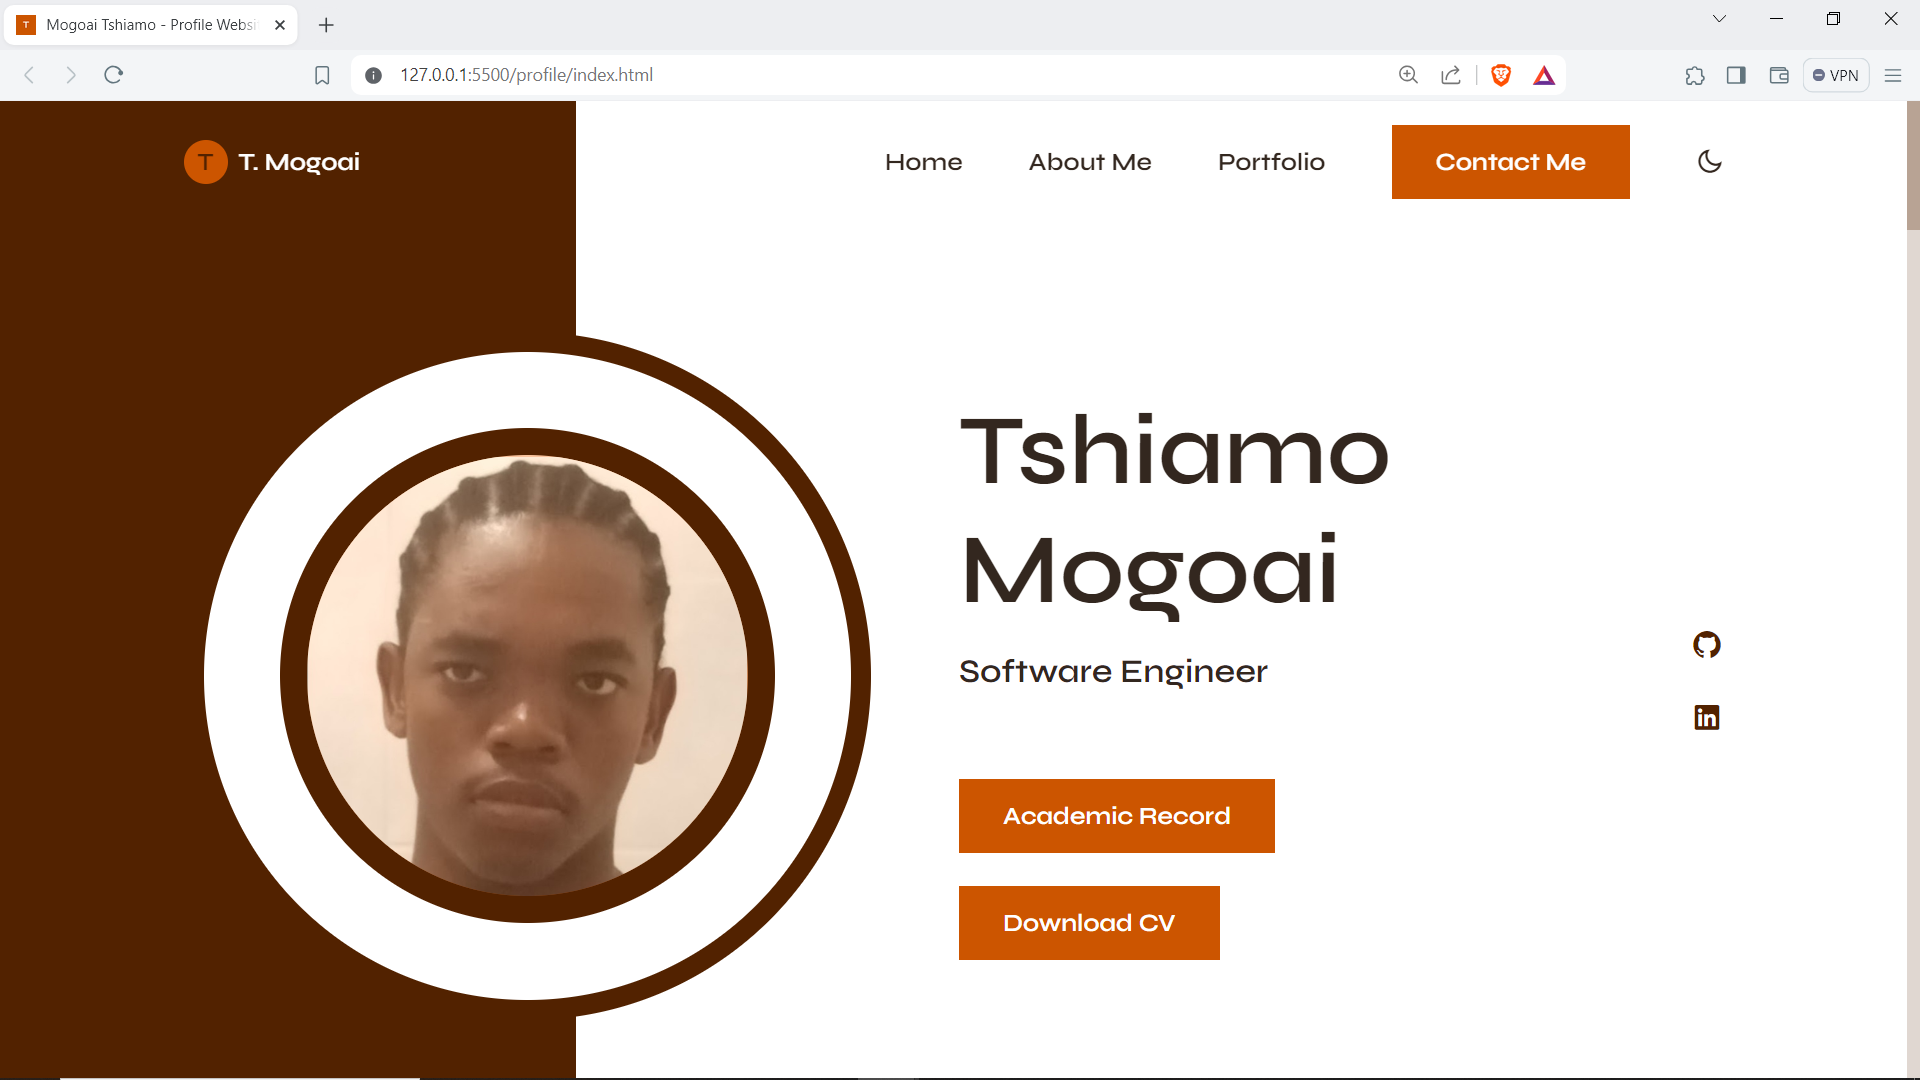 T Mogoai Tshiamo - Profile Websi
127.0.0.1:5500/profile/index.html
VPN
T T. Mogoai
Home About Me Portfolio Contact Me
Tshiamo
Mogoai
Software Engineer
in
Academic Record
Download CV